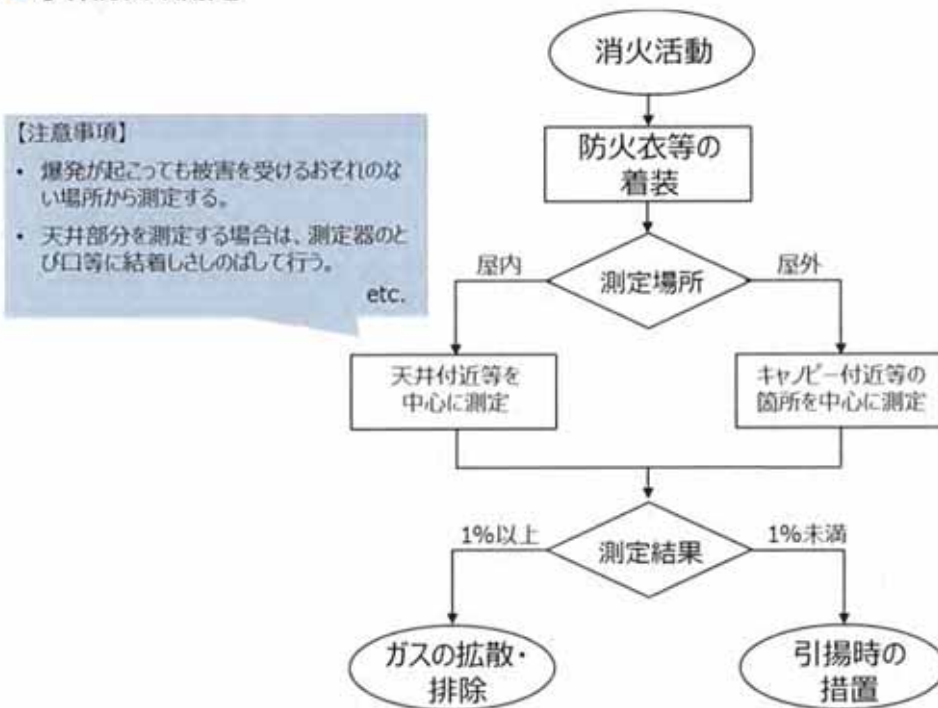 消火活動
防火衣等の
着装
【注意事項】
• 爆発が起こっても被害を受けるおそれのな
い場所から測定する。
• 天井部分を測定する場合は、測定器のと
び口等に結着しさしのばして行う。
etc.
測定場所
屋内
屋外
天井付近等を
中心に測定
キャノピー付近等の
箇所を中心に測定
測定結果
1%以上
1%未満
ガスの拡散・
排除
引揚時の
措置